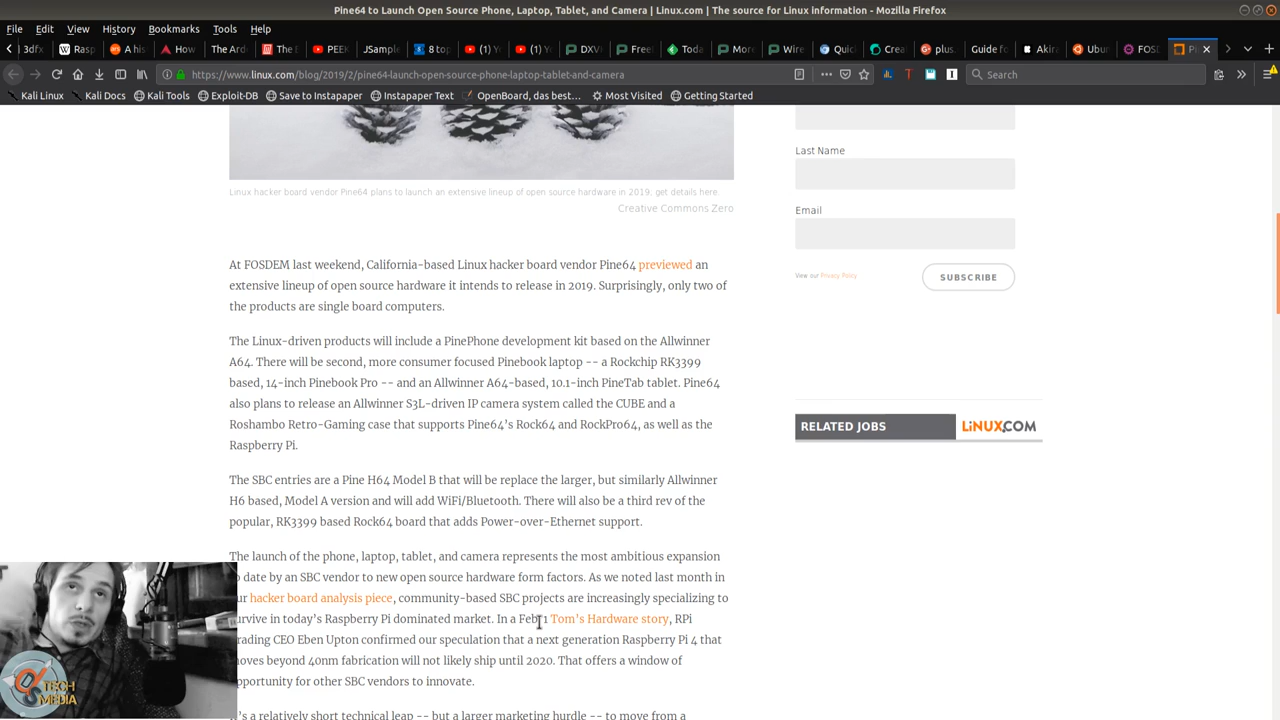 Pine64 to Launch Open Source Phone, Laptop, Tablet, and Camera | Linux.com | The source for Linux information - Mozilla Firefox
File Edit View History Bookmarks Tools Help
3dfx Rasp A his How The Ard The E PEEK JSample 8 top (1) Yo (1) Yo DXV Free Toda More Wire Quick Crea plus. Guide fo Akira Ubun FOSD Pi
https://www.linux.com/blog/2019/2/pine64-launch-open-source-phone-laptop-tablet-and-camera Search
Kali Linux Kali Docs Kali Tools Exploit-DB Save to Instapaper Instapaper Text OpenBoard, das best... Most Visited Getting Started
Linux hacker board vendor Pine64 plans to launch an extensive lineup of open source hardware in 2019. get details here.
Creative Commons Zero
At FOSDEM last weekend, California-based Linux hacker board vendor Pine64 previewed an
extensive lineup of open source hardware it intends to release in 2019. Surprisingly, only two of
the products are single board computers.
The Linux-driven products will include a PinePhone development kit based on the Allwinner
A64. There will be second, more consumer focused Pinebook laptop -- a Rockchip RK3399
based, 14-inch Pinebook Pro -- and an Allwinner A64-based, 10.1-inch PineTab tablet. Pine64
also plans to release an Allwinner S3L-driven IP camera system called the CUBE and a
Roshambo Retro-Gaming case that supports Pine64's Rock64 and RockPro64, as well as the
Raspberry Pi.
The SBC entries are a Pine H64 Model B that will be replace the larger, but similarly Allwinner
H6 based, Model A version and will add WiFi/Bluetooth. There will also be a third rev of the
popular, RK3399 based Rock64 board that adds Power-over-Ethernet support.
The launch of the phone, laptop, tablet, and camera represents the most ambitious expansion
o date by an SBC vendor to new open source hardware form factors. As we noted last month in
ur hacker board analysis piece, community-based SBC projects are increasingly specializing to
urvive in today's Raspberry Pi dominated market. In a Feb. 1 Tom's Hardware story, RPi
rading CEO Eben Upton confirmed our speculation that a next generation Raspberry Pi 4 that
oves beyond 40nm fabrication will not likely ship until 2020. That offers a window of
pportunity for other SBC vendors to innovate.
It's a relatively short technical leap -- but a larger marketing hurdle -- to move from a
Last Name
Email
View our Privacy Policy
SUBSCRIBE
RELATED JOBS
LINUX.COM
TECH
MEDIA